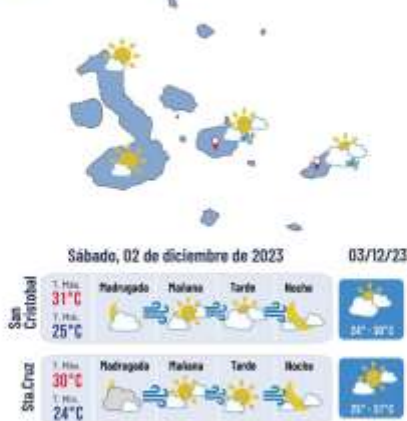 Sábado, 02 de diciembre de 2023
03/12/23
San Cristobal
T. Máx.
31°C
T. Min.
25°C
Madrugada Mañana Tarde Noche
Sta.Cruz
T. Máx.
30°C
T. Min.
24°C
Madrugada Mañana Tarde Noche